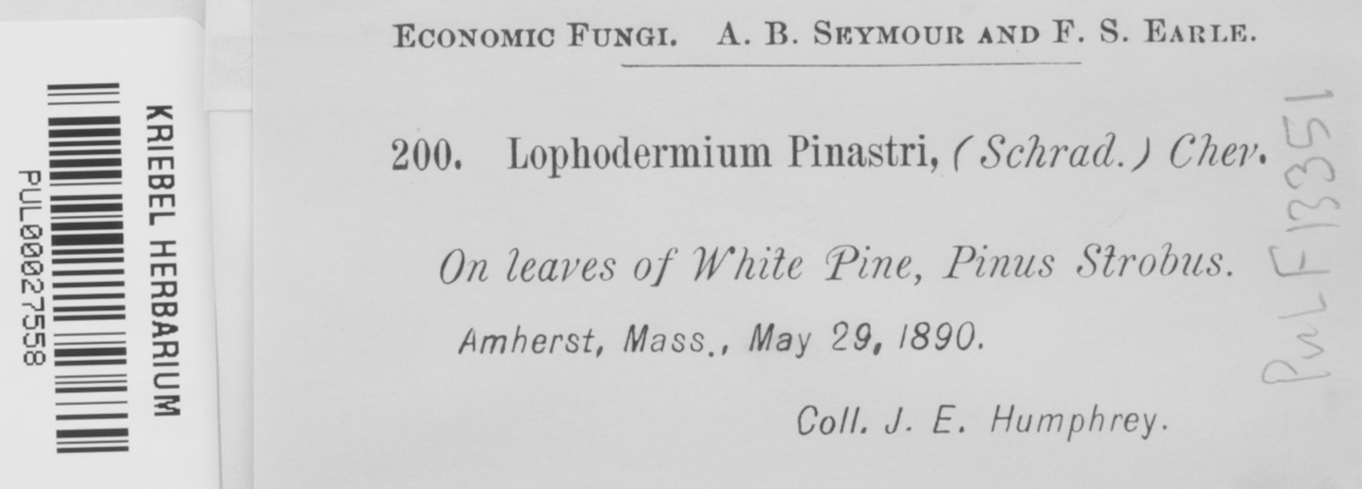 ECONOMIC FUNGI. A. B. SEYMOUR AND F. S. EARLE.
200. Lophodermium Pinastri, (Schrad.) Chev.
On leaves of White Pine, Pinus Strobus.
Amherst, Mass., May 29, 1890.
Coll. J. E. Humphrey.
KRIEBEL HERBARIUM
PUL00027558
PUL F13351